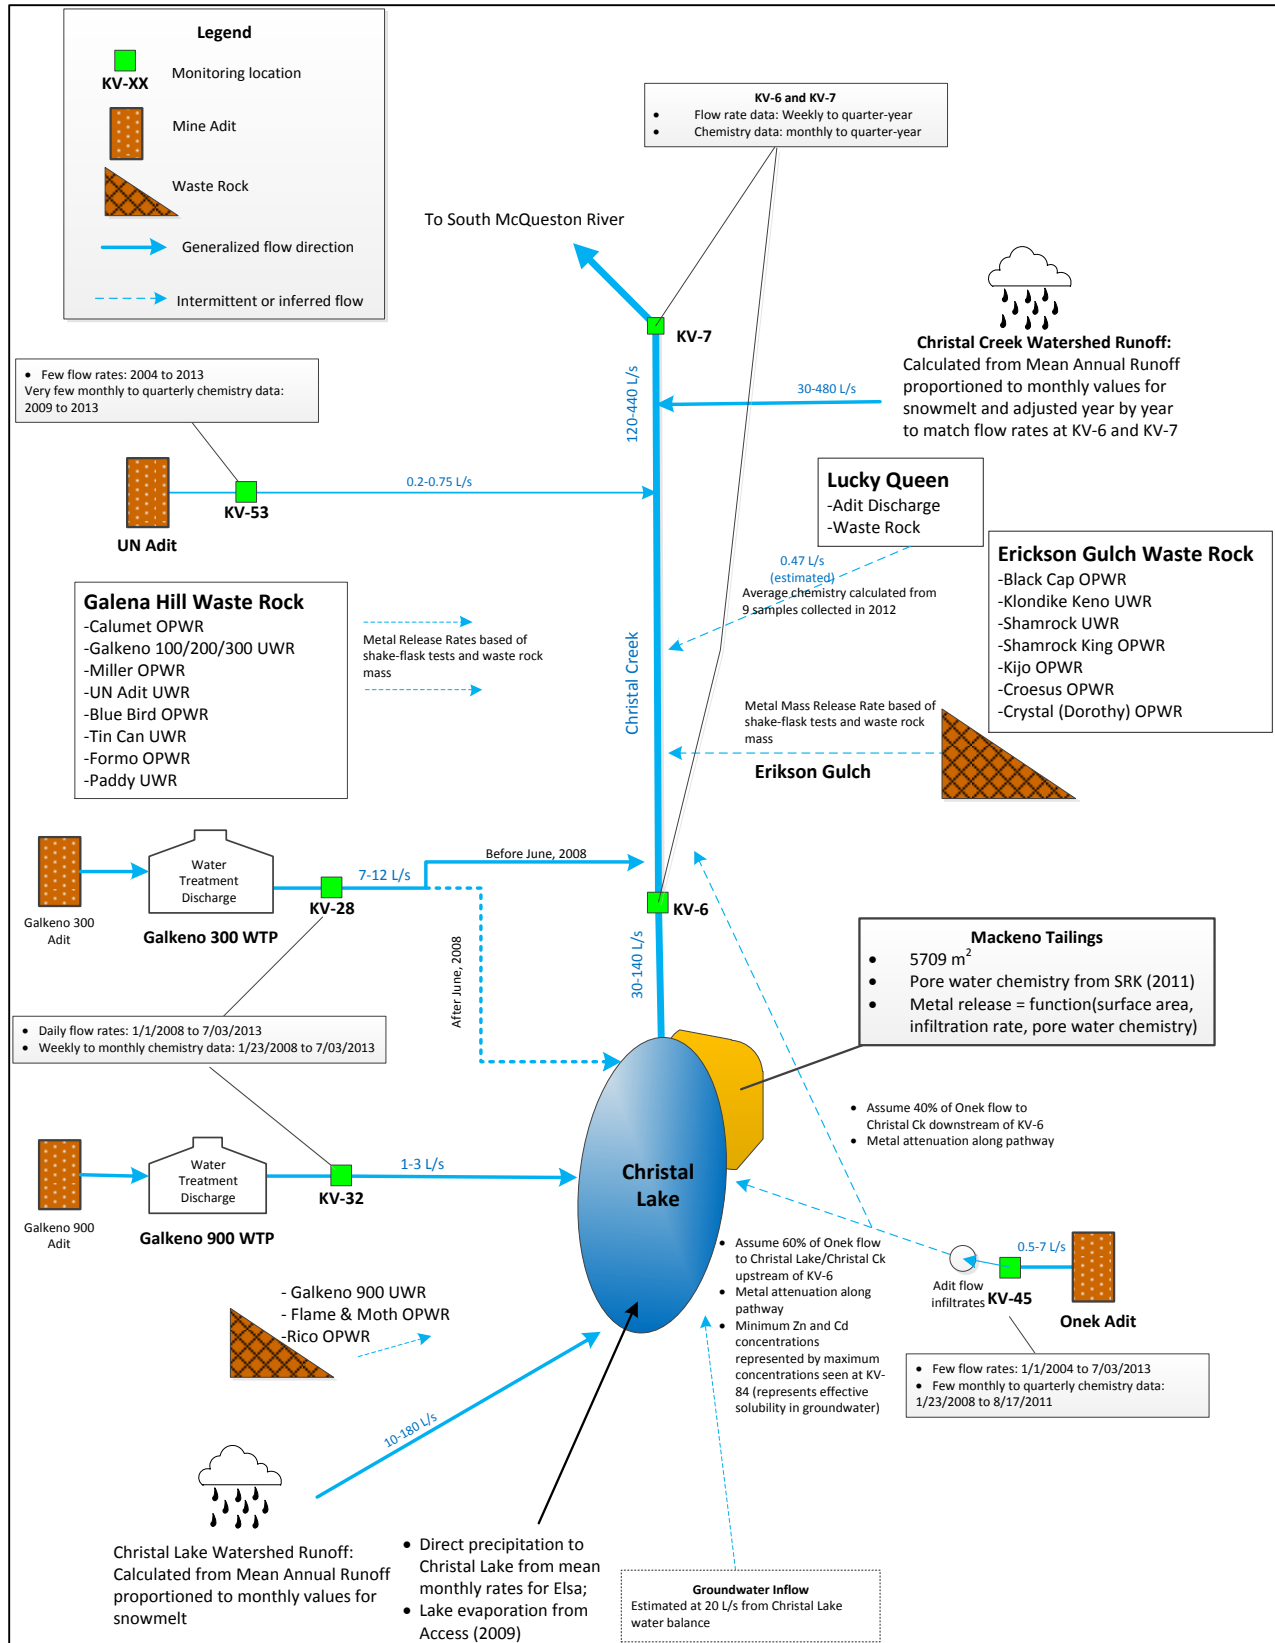 Legend
KV-XX
Monitoring location
Mine Adit
Waste Rock
Generalized flow direction
Intermittent or inferred flow
KV-6 and KV-7
• Flow rate data: Weekly to quarter-year
• Chemistry data: monthly to quarter-year
To South McQueston River
KV-7
120-440 L/s
30-480 L/s
Christal Creek Watershed Runoff:
Calculated from Mean Annual Runoff
proportioned to monthly values for
snowmelt and adjusted year by year
to match flow rates at KV-6 and KV-7
• Few flow rates: 2004 to 2013
Very few monthly to quarterly chemistry data:
2009 to 2013
UN Adit
KV-53
0.2-0.75 L/s
Lucky Queen
-Adit Discharge
-Waste Rock
0.47 L/s
(estimated)
Average chemistry calculated from
9 samples collected in 2012
Erickson Gulch Waste Rock
-Black Cap OPWR
-Klondike Keno UWR
-Shamrock UWR
-Shamrock King OPWR
-Kijo OPWR
-Croesus OPWR
-Crystal (Dorothy) OPWR
Galena Hill Waste Rock
-Calumet OPWR
-Galkeno 100/200/300 UWR
-Miller OPWR
-UN Adit UWR
-Blue Bird OPWR
-Tin Can UWR
-Formo OPWR
-Paddy UWR
Metal Release Rates based of
shake-flask tests and waste rock
mass
Christal Creek
Metal Mass Release Rate based of
shake-flask tests and waste rock
mass
Erikson Gulch
Galkeno 300
Adit
Water
Treatment
Discharge
Galkeno 300 WTP
KV-28
7-12 L/s
Before June, 2008
After June, 2008
KV-6
30-140 L/s
Mackeno Tailings
• 5709 m2
• Pore water chemistry from SRK (2011)
• Metal release = function(surface area,
infiltration rate, pore water chemistry)
• Daily flow rates: 1/1/2008 to 7/03/2013
• Weekly to monthly chemistry data: 1/23/2008 to 7/03/2013
• Assume 40% of Onek flow to
Christal Ck downstream of KV-6
• Metal attenuation along pathway
Galkeno 900
Adit
Water
Treatment
Discharge
Galkeno 900 WTP
KV-32
1-3 L/s
Christal
Lake
• Assume 60% of Onek flow
to Christal Lake/Christal Ck
upstream of KV-6
• Metal attenuation along
pathway
• Minimum Zn and Cd
concentrations
represented by maximum
concentrations seen at KV-
84 (represents effective
solubility in groundwater)
Adit flow
infiltrates
KV-45
0.5-7 L/s
Onek Adit
• Few flow rates: 1/1/2004 to 7/03/2013
• Few monthly to quarterly chemistry data:
1/23/2008 to 8/17/2011
- Galkeno 900 UWR
- Flame & Moth OPWR
-Rico OPWR
10-180 L/s
Christal Lake Watershed Runoff:
Calculated from Mean Annual Runoff
proportioned to monthly values for
snowmelt
• Direct precipitation to
Christal Lake from mean
monthly rates for Elsa;
• Lake evaporation from
Access (2009)
Groundwater Inflow
Estimated at 20 L/s from Christal Lake
water balance